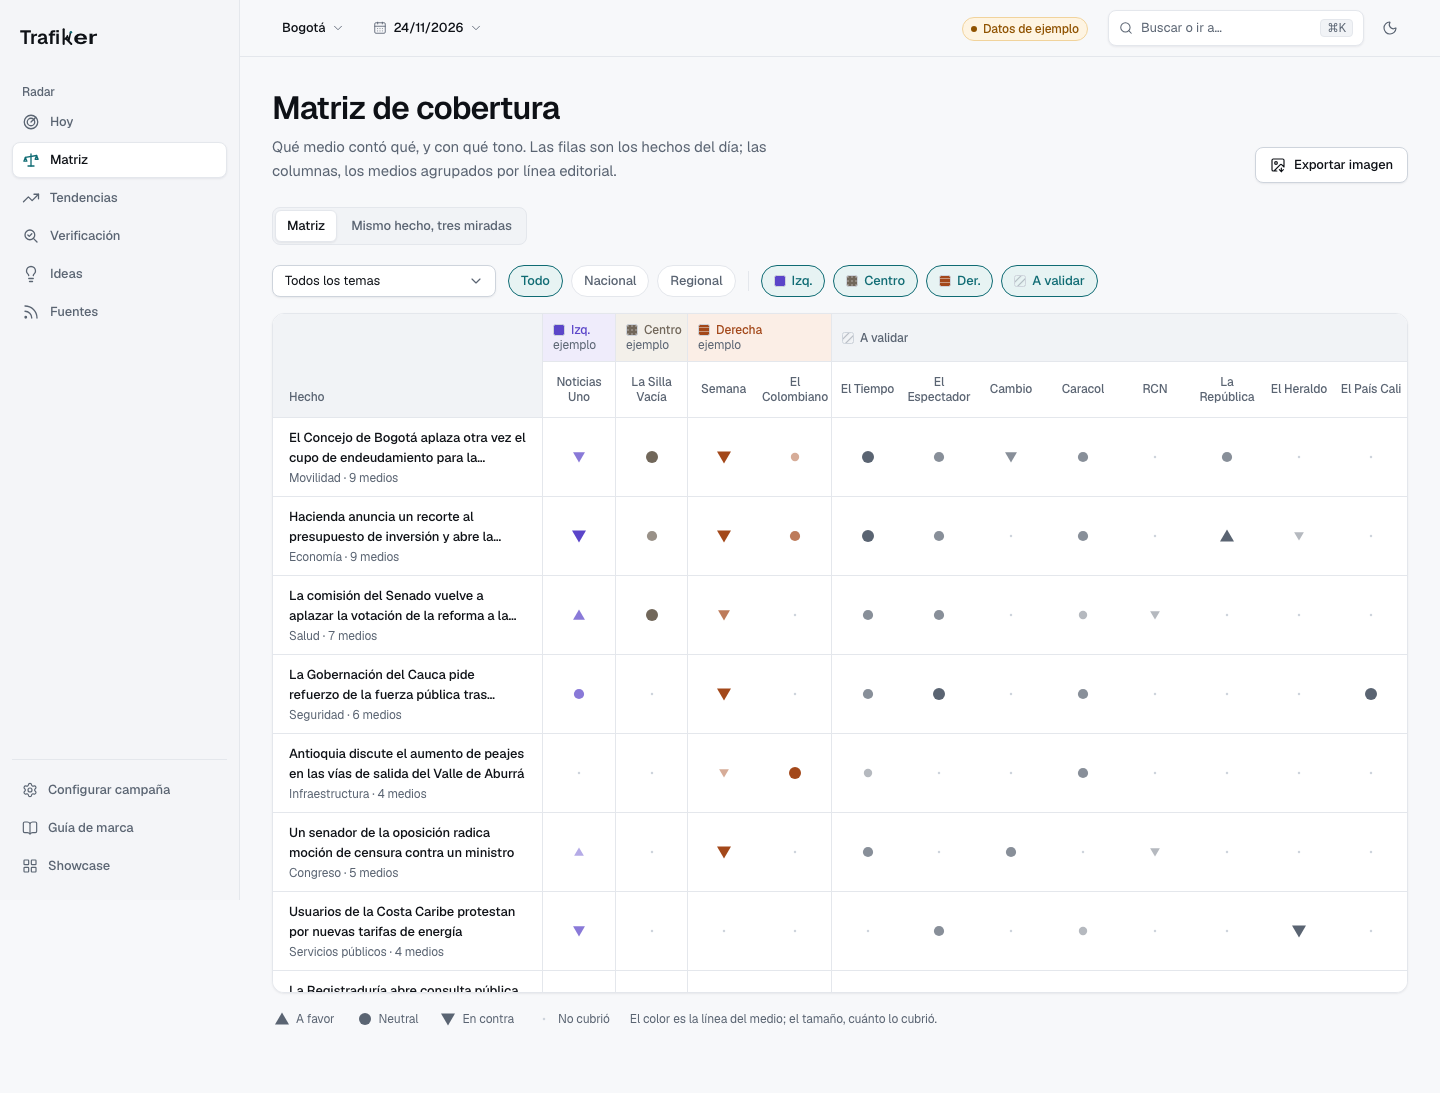 Trafiker
Bogotá
24/11/2026
Datos de ejemplo
Buscar o ir a…
⌘K
Radar
Hoy
Matriz
Tendencias
Verificación
Ideas
Fuentes
Configurar campaña
Guía de marca
Showcase
Matriz de cobertura
Qué medio contó qué, y con qué tono. Las filas son los hechos del día; las
columnas, los medios agrupados por línea editorial.
Exportar imagen
Matriz
Mismo hecho, tres miradas
Todos los temas
Todo
Nacional
Regional
Izq.
Centro
Der.
A validar
Izq.
ejemplo
Centro
ejemplo
Derecha
ejemplo
A validar
Hecho
Noticias
Uno
La Silla
Vacía
Semana
El
Colombiano
El Tiempo
El
Espectador
Cambio
Caracol
RCN
La
República
El Heraldo
El País Cali
El Concejo de Bogotá aplaza otra vez el
cupo de endeudamiento para la…
Movilidad · 9 medios
Hacienda anuncia un recorte al
presupuesto de inversión y abre la…
Economía · 9 medios
La comisión del Senado vuelve a
aplazar la votación de la reforma a la…
Salud · 7 medios
La Gobernación del Cauca pide
refuerzo de la fuerza pública tras…
Seguridad · 6 medios
Antioquia discute el aumento de peajes
en las vías de salida del Valle de Aburrá
Infraestructura · 4 medios
Un senador de la oposición radica
moción de censura contra un ministro
Congreso · 5 medios
Usuarios de la Costa Caribe protestan
por nuevas tarifas de energía
Servicios públicos · 4 medios
La Registraduría abre consulta pública
A favor
Neutral
En contra
No cubrió
El color es la línea del medio; el tamaño, cuánto lo cubrió.